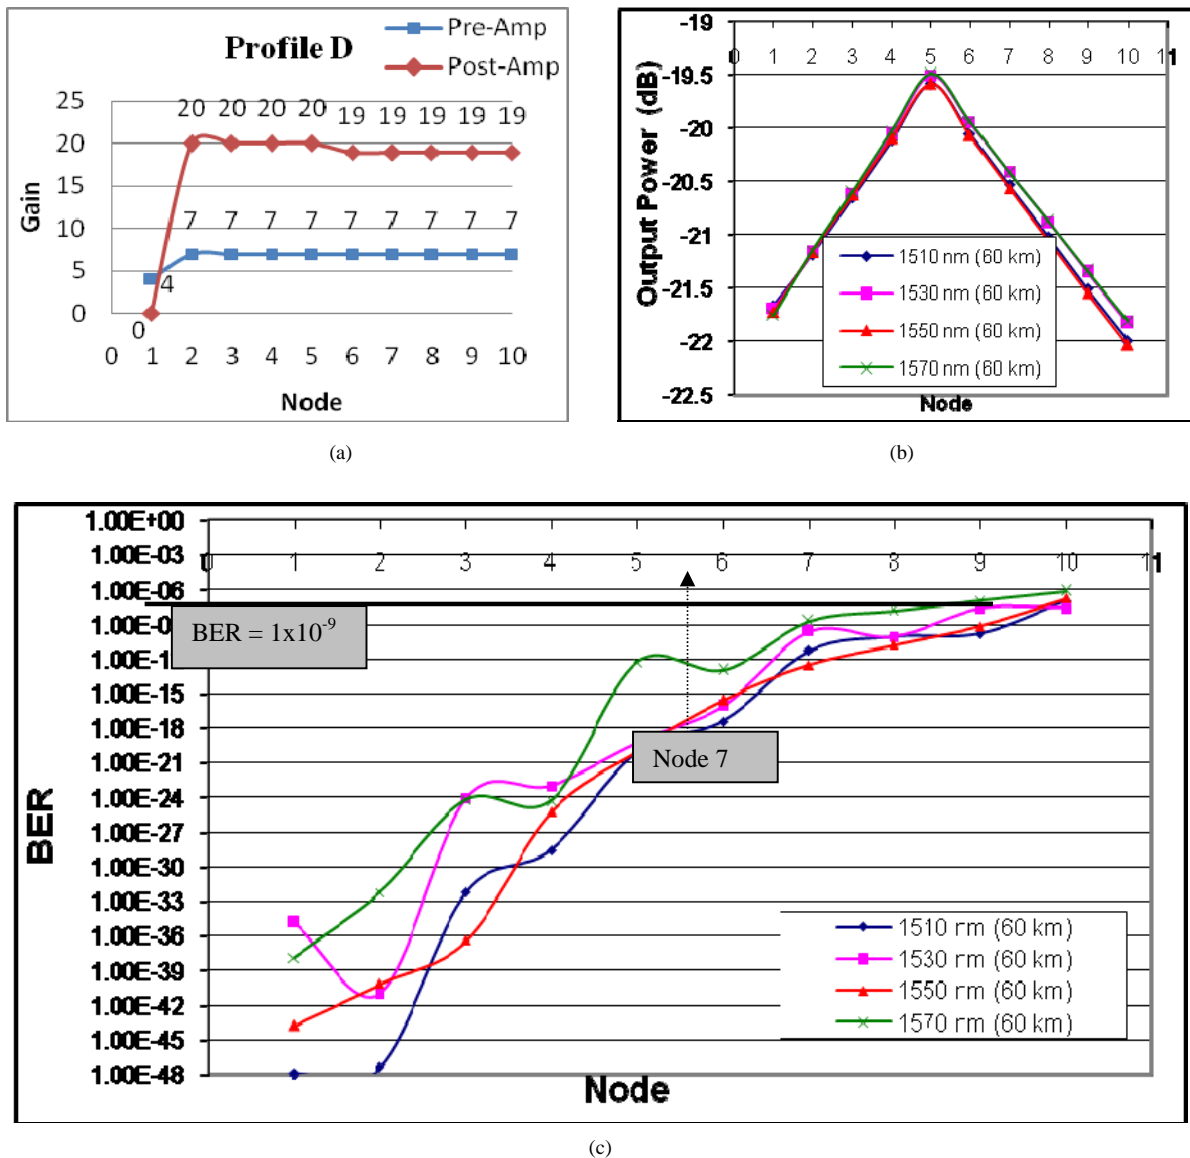 Profile D
Pre-Amp
Post-Amp
25
20
15
10
5
0
Gain
20 20 20 20 19 19 19 19 19
7 7 7 7 7 7 7 7 7
4
0
0 1 2 3 4 5 6 7 8 9 10
Node
(a)
-19
-19.5
-20
-20.5
-21
-21.5
-22
-22.5
Output Power (dB)
0 1 2 3 4 5 6 7 8 9 10 11
1510 nm (60 km)
1530 nm (60 km)
1550 nm (60 km)
1570 nm (60 km)
Node
(b)
1.00E+00
1.00E-03
1.00E-06
1.00E-0
1.00E-1
1.00E-15
1.00E-18
1.00E-21
1.00E-24
1.00E-27
1.00E-30
1.00E-33
1.00E-36
1.00E-39
1.00E-42
1.00E-45
1.00E-48
BER
0 1 2 3 4 5 6 7 8 9 10 11
BER = 1x10⁻⁹
Node 7
1510 rm (60 km)
1530 rm (60 km)
1550 rm (60 km)
1570 rm (60 km)
Node
(c)